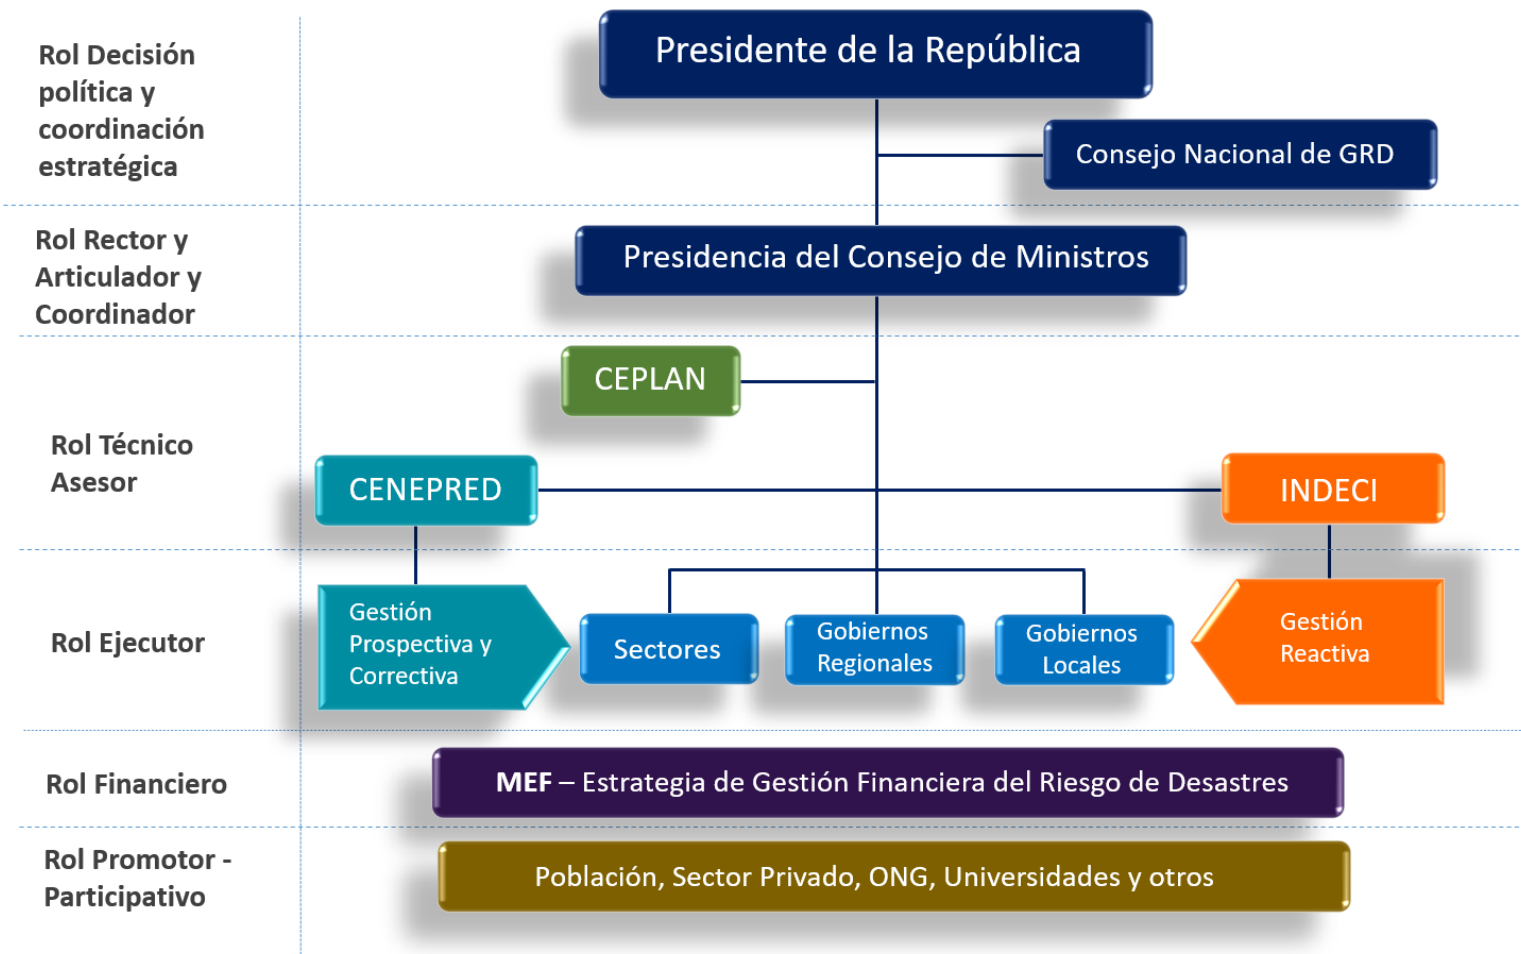 Rol Decisión
política y
coordinación
estratégica
Presidente de la República
Consejo Nacional de GRD
Rol Rector y
Articulador y
Coordinador
Presidencia del Consejo de Ministros
Rol Técnico
Asesor
CEPLAN
CENEPRED
INDECI
Rol Ejecutor
Gestión
Prospectiva y
Correctiva
Sectores
Gobiernos
Regionales
Gobiernos
Locales
Gestión
Reactiva
Rol Financiero
MEF – Estrategia de Gestión Financiera del Riesgo de Desastres
Rol Promotor -
Participativo
Población, Sector Privado, ONG, Universidades y otros